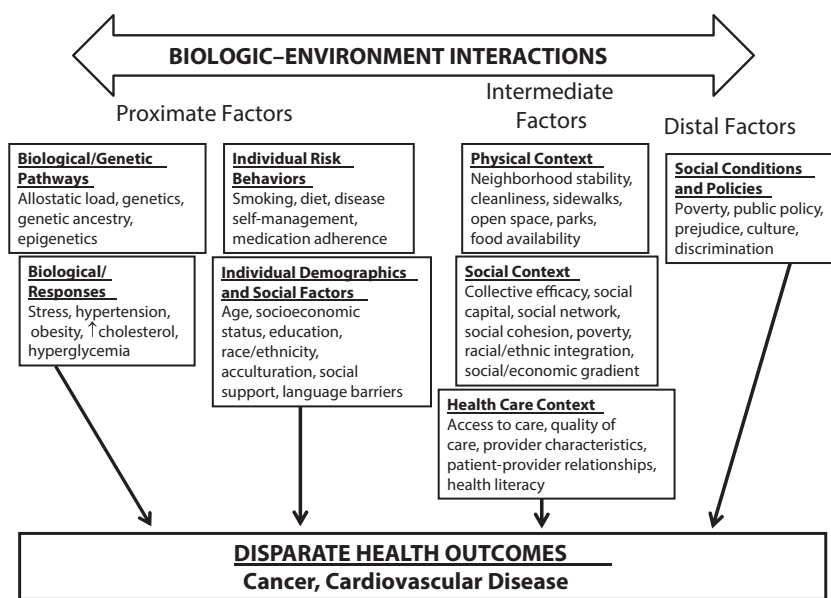 BIOLOGIC–ENVIRONMENT INTERACTIONS
Proximate Factors
Intermediate
Factors
Distal Factors
Biological/Genetic
Pathways
Allostatic load, genetics,
genetic ancestry,
epigenetics
Biological/
Responses
Stress, hypertension,
obesity, ↑cholesterol,
hyperglycemia
Individual Risk
Behaviors
Smoking, diet, disease
self-management,
medication adherence
Individual Demographics
and Social Factors
Age, socioeconomic
status, education,
race/ethnicity,
acculturation, social
support, language barriers
Physical Context
Neighborhood stability,
cleanliness, sidewalks,
open space, parks,
food availability
Social Context
Collective efficacy, social
capital, social network,
social cohesion, poverty,
racial/ethnic integration,
social/economic gradient
Health Care Context
Access to care, quality of
care, provider characteristics,
patient-provider relationships,
health literacy
Social Conditions
and Policies
Poverty, public policy,
prejudice, culture,
discrimination
DISPARATE HEALTH OUTCOMES
Cancer, Cardiovascular Disease